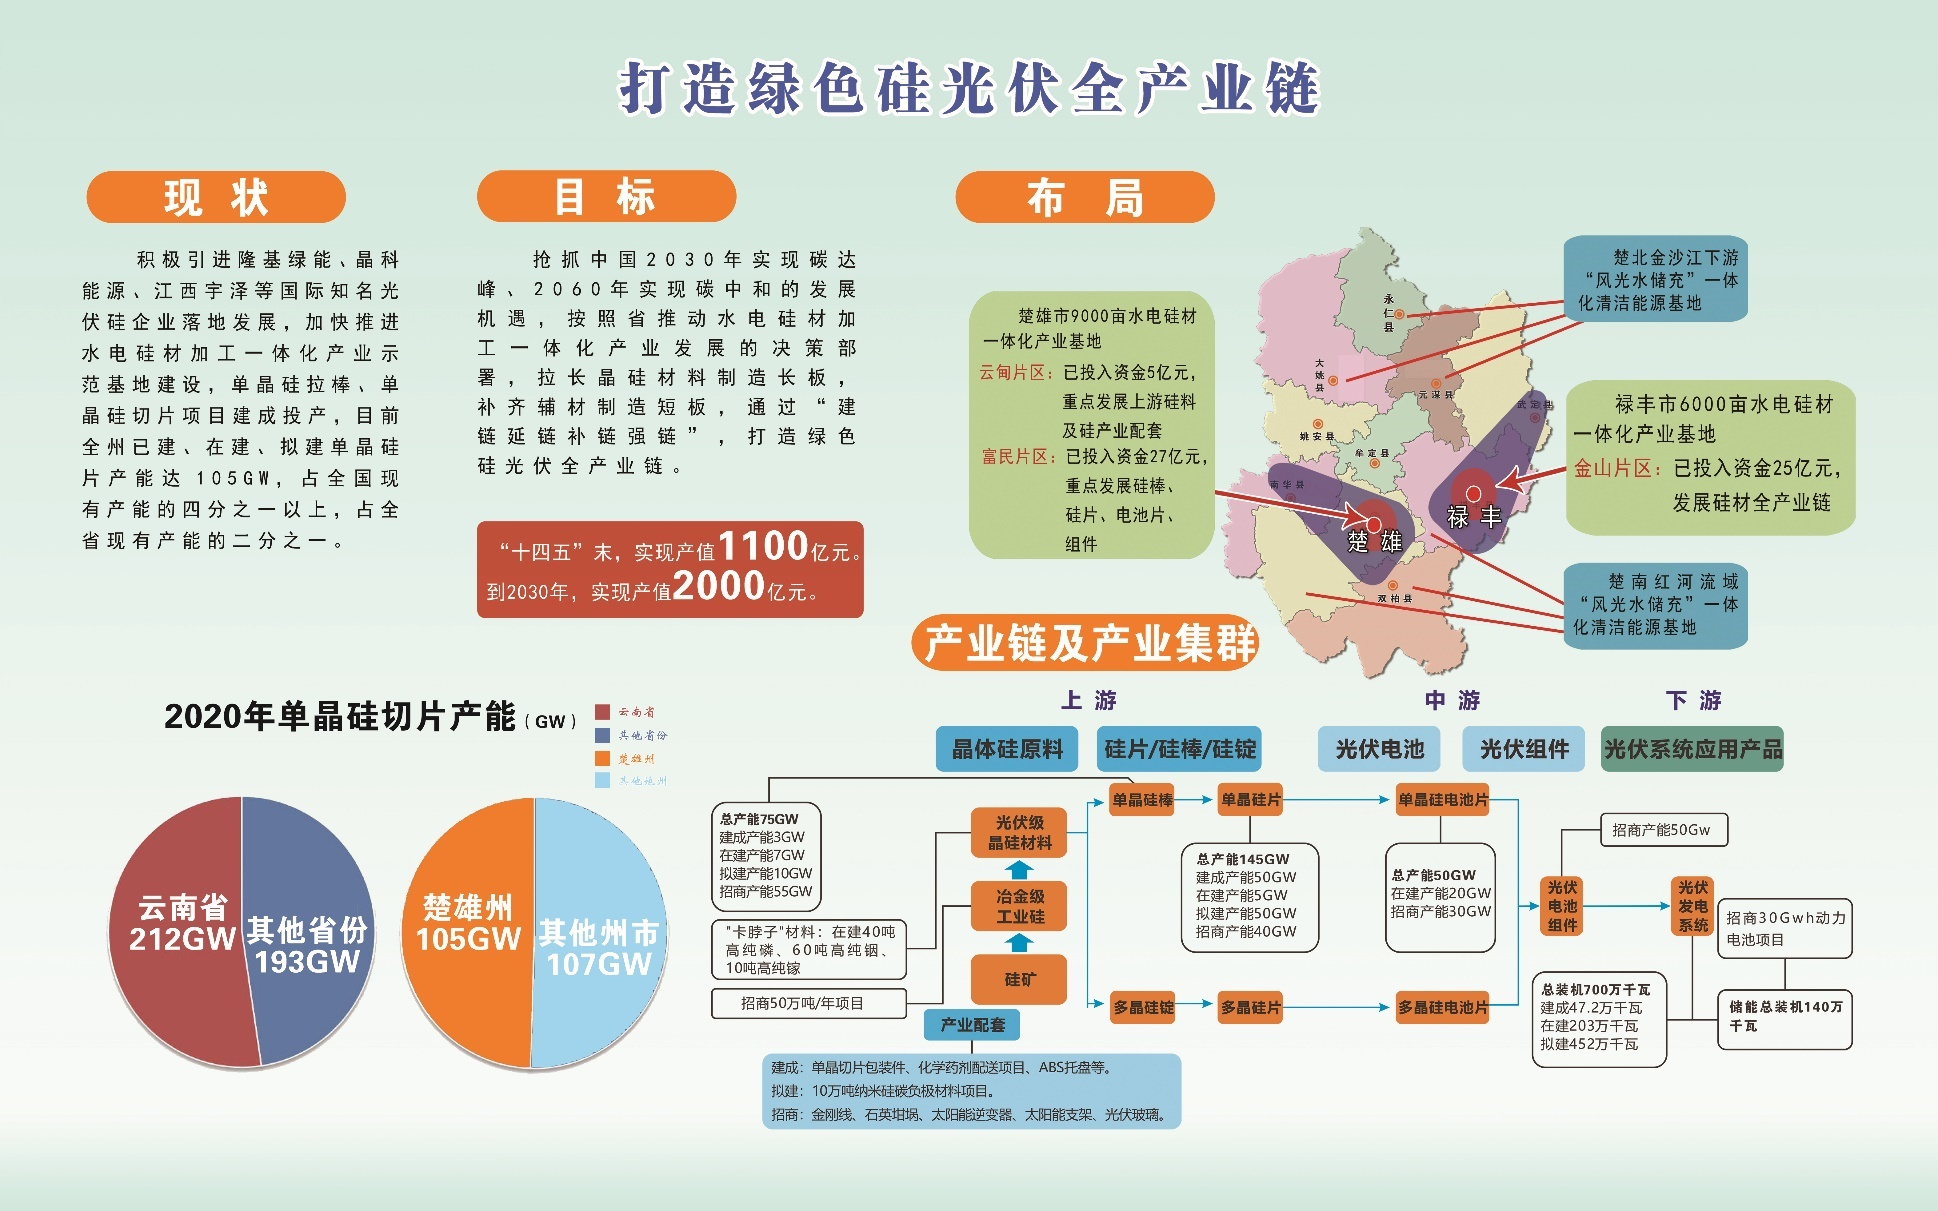 打造绿色硅光伏全产业链
现 状
积极引进隆基绿能、晶科
能源、江西宇泽等国际知名光
伏硅企业落地发展，加快推进
水电硅材加工一体化产业示
范基地建设，单晶硅拉棒、单
晶硅切片项目建成投产，目前
全州已建、在建、拟建单晶硅
片产能达 105GW，占全国现
有产能的四分之一以上，占全
省现有产能的二分之一。
目 标
抢抓中国2030年实现碳达
峰、2060年实现碳中和的发展
机遇，按照省推动水电硅材加
工一体化产业发展的决策部
署，拉长晶硅材料制造长板，
补齐辅材制造短板，通过“建
链延链补链强链”，打造绿色
硅光伏全产业链。
“十四五”末，实现产值1100亿元。
到2030年，实现产值2000亿元。
布 局
楚雄市9000亩水电硅材
一体化产业基地
云甸片区：已投入资金5亿元，
重点发展上游硅料
及硅产业配套
富民片区：已投入资金27亿元，
重点发展硅棒、
硅片、电池片、
组件
永仁县
大姚县
元谋县
武定县
姚安县
牟定县
南华县
楚雄
禄丰
双柏县
楚北金沙江下游
“风光水储充”一体
化清洁能源基地
禄丰市6000亩水电硅材
一体化产业基地
金山片区：已投入资金25亿元，
发展硅材全产业链
楚南红河流域
“风光水储充”一体
化清洁能源基地
2020年单晶硅切片产能（GW）
云南省
其他省份
楚雄州
其他地州
云南省
212GW
其他省份
193GW
楚雄州
105GW
其他州市
107GW
产业链及产业集群
上 游
中 游
下 游
晶体硅原料
硅片/硅棒/硅锭
光伏电池
光伏组件
光伏系统应用产品
总产能75GW
建成产能3GW
在建产能7GW
拟建产能10GW
招商产能55GW
"卡脖子"材料：在建40吨
高纯磷、60吨高纯铟、
10吨高纯镓
招商50万吨/年项目
光伏级
晶硅材料
冶金级
工业硅
硅矿
单晶硅棒
单晶硅片
单晶硅电池片
总产能145GW
建成产能50GW
在建产能5GW
拟建产能50GW
招商产能40GW
总产能50GW
在建产能20GW
招商产能30GW
多晶硅锭
多晶硅片
多晶硅电池片
招商产能50Gw
光伏
电池
组件
光伏
发电
系统
招商30Gwh动力
电池项目
总装机700万千瓦
建成47.2万千瓦
在建203万千瓦
拟建452万千瓦
储能总装机140万
千瓦
产业配套
建成：单晶切片包装件、化学药剂配送项目、ABS托盘等。
拟建：10万吨纳米硅碳负极材料项目。
招商：金刚线、石英坩埚、太阳能逆变器、太阳能支架、光伏玻璃。